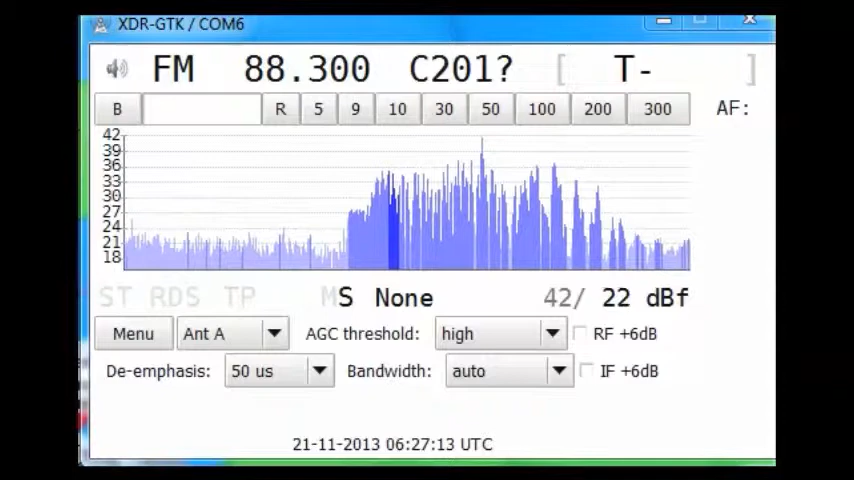 XDR-GTK / COM6
FM 88.300 C201? [ T- ]
B R 5 9 10 30 50 100 200 300 AF:
42
39
36
33
30
27
24
21
18
ST RDS TP MS None 42/ 22 dBf
Menu Ant A AGC threshold: high RF +6dB
De-emphasis: 50 us Bandwidth: auto IF +6dB
21-11-2013 06:27:13 UTC